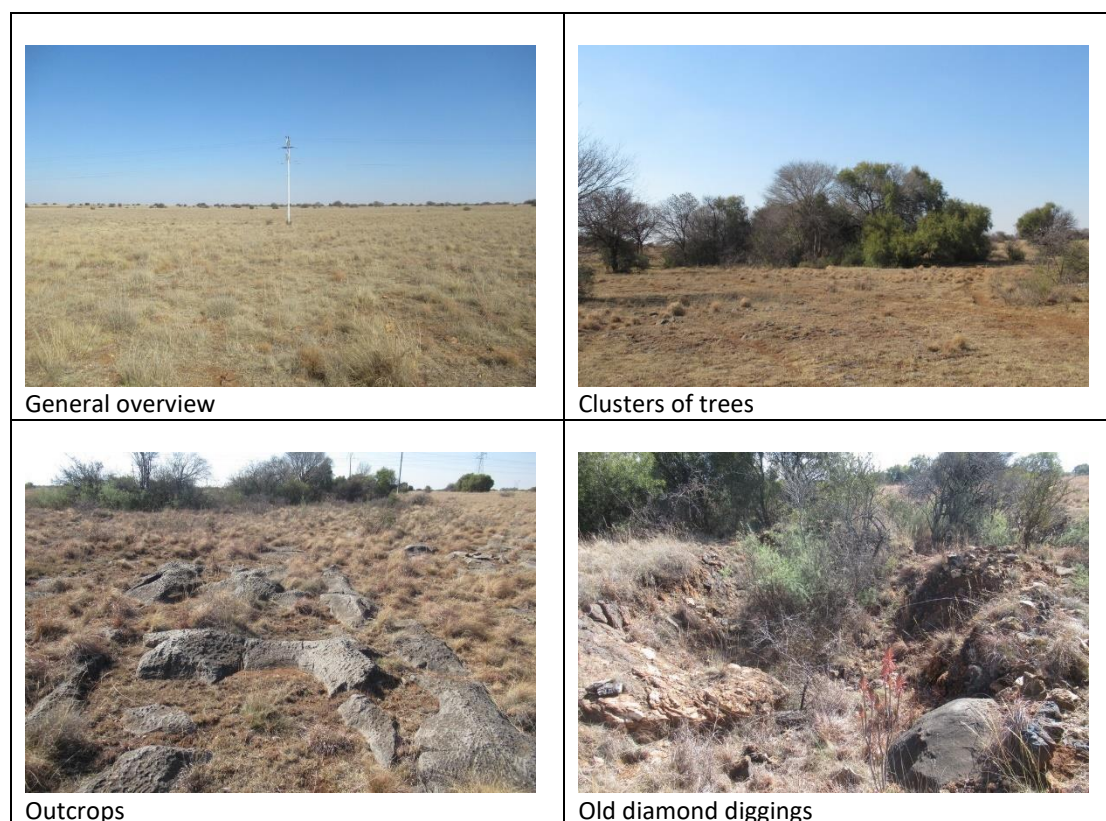 General overview
Clusters of trees
Outcrops
Old diamond diggings